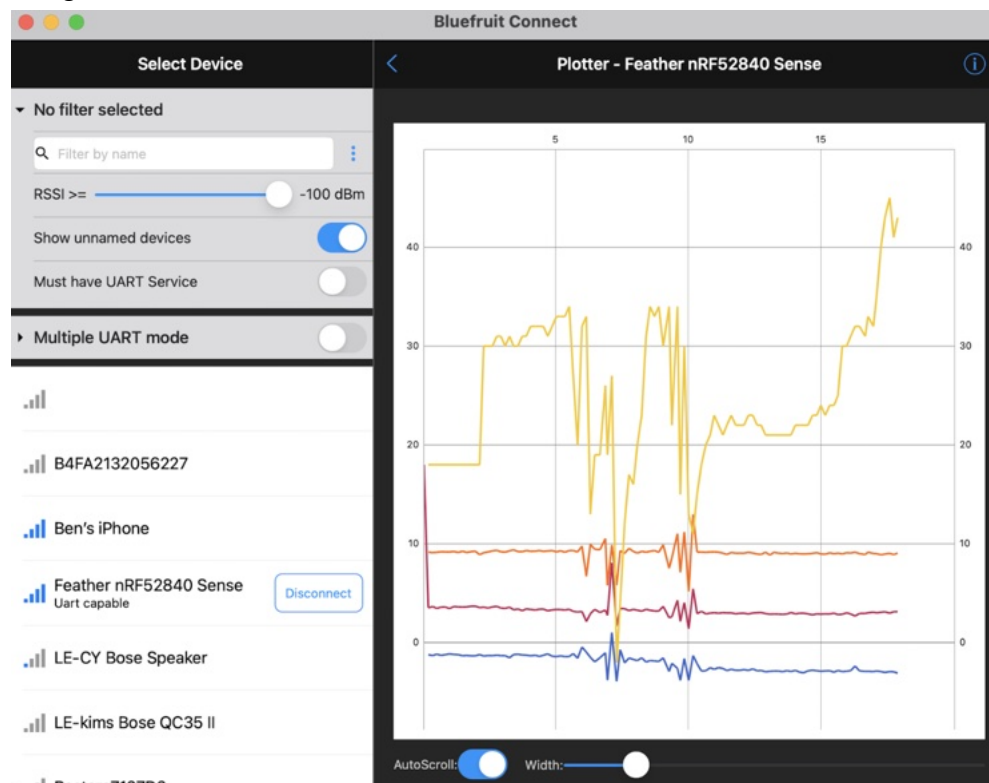 Bluefruit Connect
Select Device
Plotter - Feather nRF52840 Sense
No filter selected
Filter by name
RSSI >=
-100 dBm
Show unnamed devices
Must have UART Service
Multiple UART mode
B4FA2132056227
Ben's iPhone
Feather nRF52840 Sense
Uart capable
Disconnect
LE-CY Bose Speaker
LE-kims Bose QC35 II
5 10 15
40 40
30 30
20 20
10 10
0 0
AutoScroll: Width: